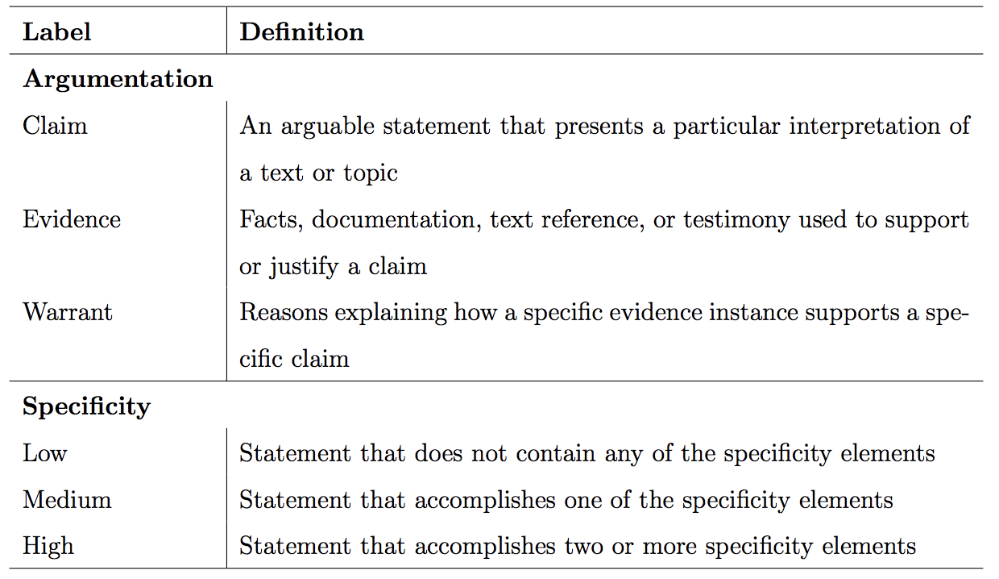 Label Definition
Argumentation
Claim An arguable statement that presents a particular interpretation of
a text or topic
Evidence Facts, documentation, text reference, or testimony used to support
or justify a claim
Warrant Reasons explaining how a specific evidence instance supports a spe-
cific claim
Specificity
Low Statement that does not contain any of the specificity elements
Medium Statement that accomplishes one of the specificity elements
High Statement that accomplishes two or more specificity elements